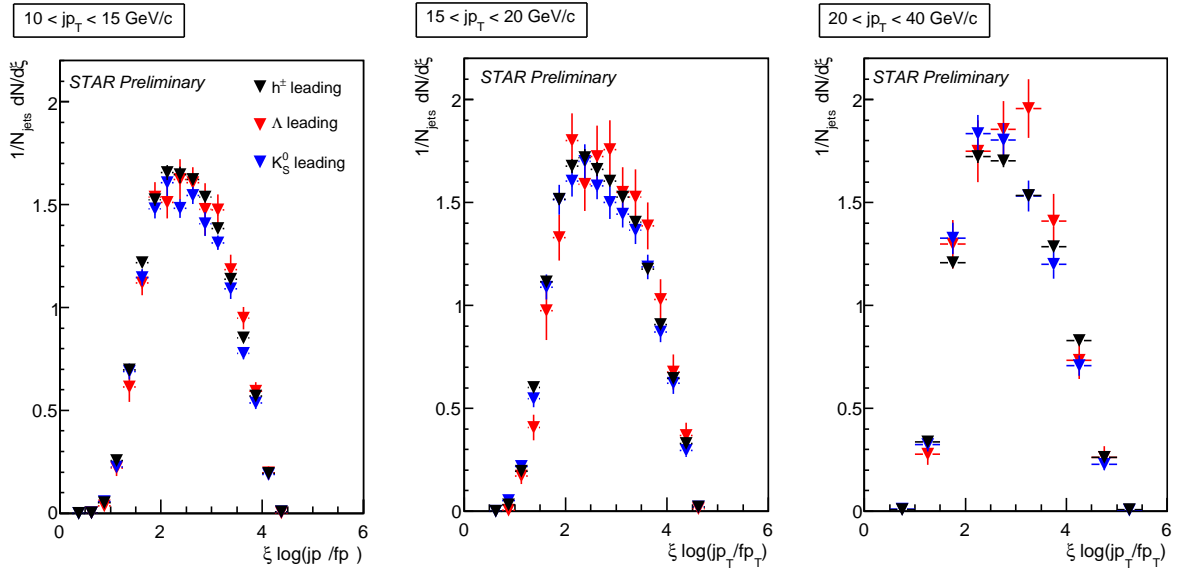 10 < jp_T < 15 GeV/c
STAR Preliminary
h± leading
Λ leading
K⁰_S leading
1/N_jets dN/dξ
0 0.5 1 1.5 2
0 2 4 6
ξ log(jp /fp )
15 < jp_T < 20 GeV/c
STAR Preliminary
1/N_jets dN/dξ
0 0.5 1 1.5 2
0 2 4 6
ξ log(jp_T/fp_T)
20 < jp_T < 40 GeV/c
STAR Preliminary
1/N_jets dN/dξ
0 0.5 1 1.5 2
0 2 4 6
ξ log(jp_T/fp_T)